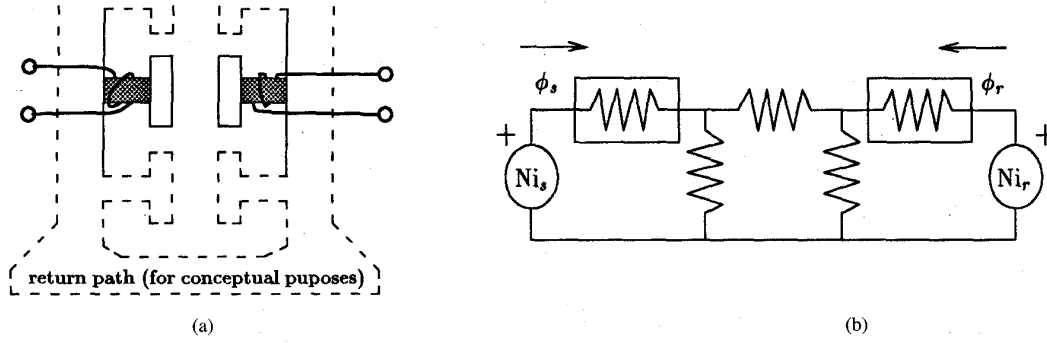 return path (for conceptual puposes)
(a)
ϕs ϕr
+ +
Nis Nir
(b)